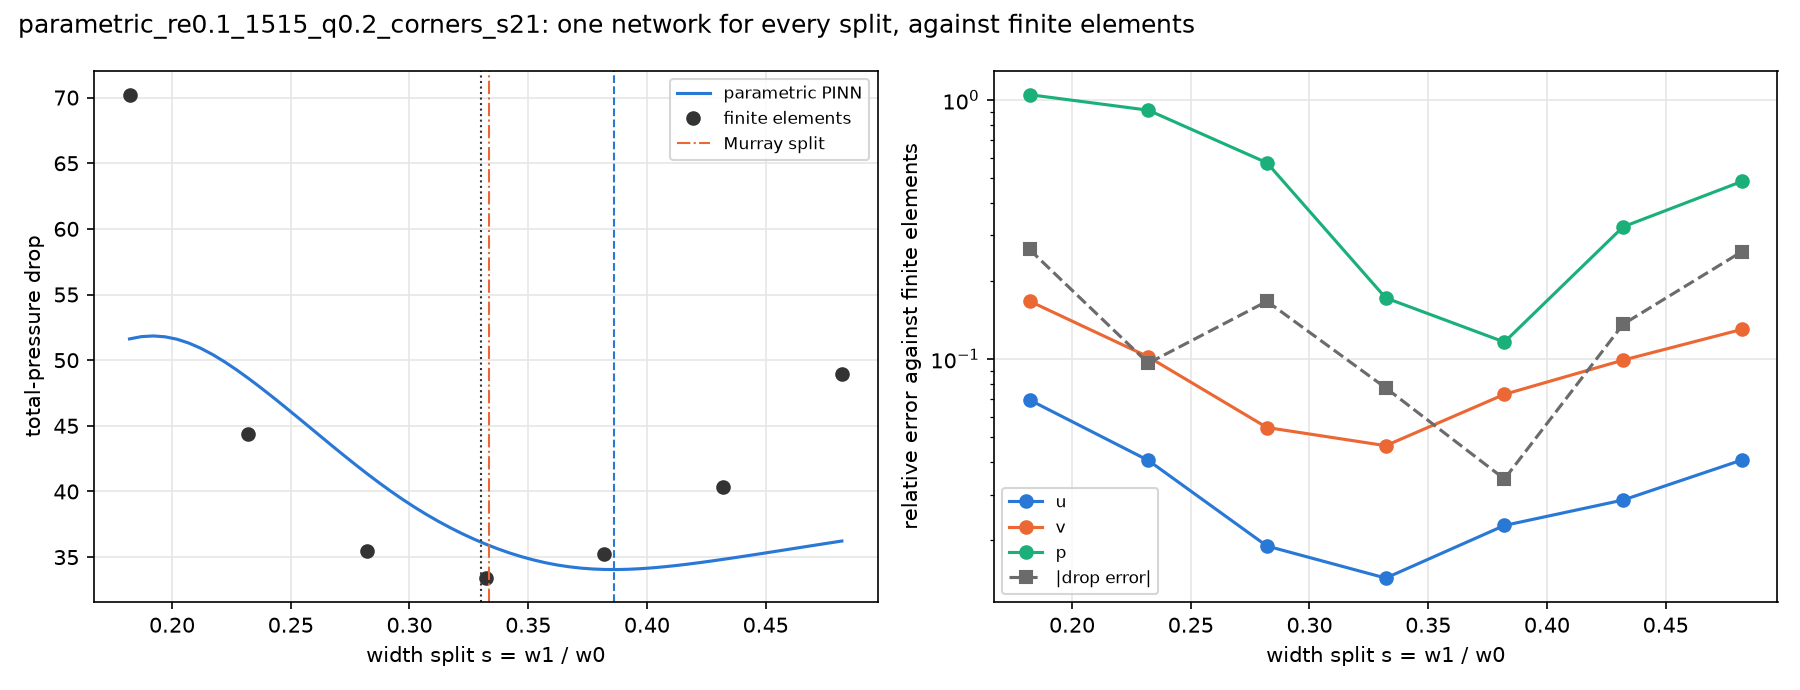 parametric_re0.1_1515_q0.2_corners_s21: one network for every split, against finite elements
total-pressure drop
70
65
60
55
50
45
40
35
0.20 0.25 0.30 0.35 0.40 0.45
width split s = w1 / w0
parametric PINN
finite elements
Murray split
relative error against finite elements
10⁰
10⁻¹
0.20 0.25 0.30 0.35 0.40 0.45
width split s = w1 / w0
u
v
p
|drop error|